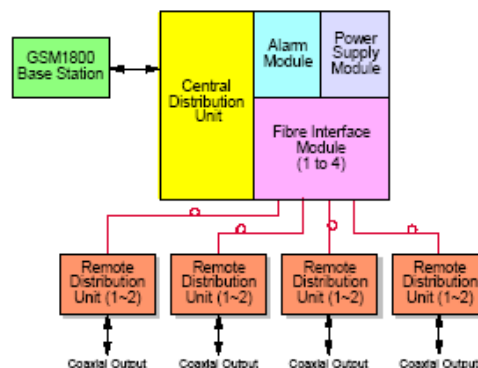 GSM1800
Base Station
Central
Distribution
Unit
Alarm
Module
Power
Supply
Module
Fibre Interface
Module
(1 to 4)
Remote
Distribution
Unit (1~2)
Remote
Distribution
Unit (1~2)
Remote
Distribution
Unit (1~2)
Remote
Distribution
Unit (1~2)
Coaxial Output
Coaxial Output
Coaxial Output
Coaxial Output